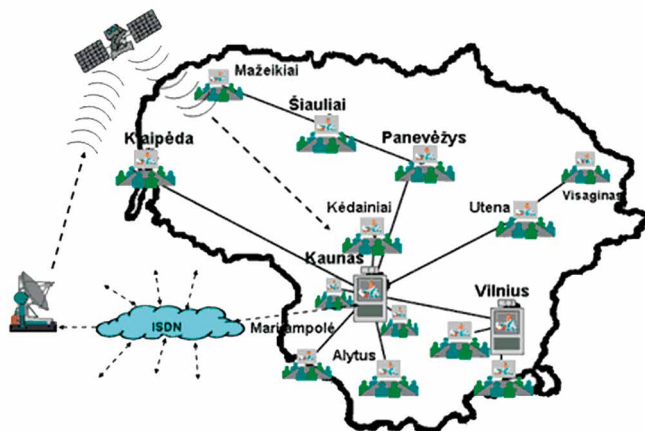 Mažeikiai
Šiauliai
Klaipėda
Panevėžys
Kėdainiai
Utena
Visaginas
Kaunas
Vilnius
ISDN
Marijampolė
Alytus